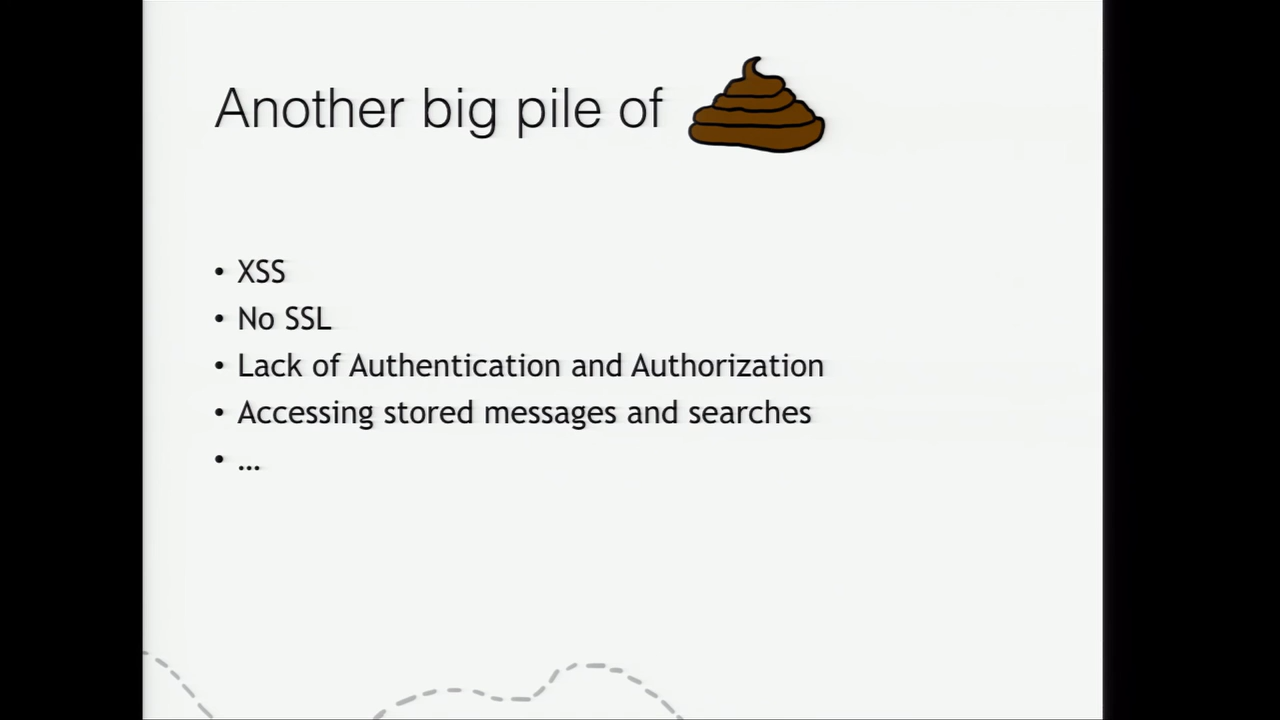 Another big pile of
• XSS
• No SSL
• Lack of Authentication and Authorization
• Accessing stored messages and searches
• ...